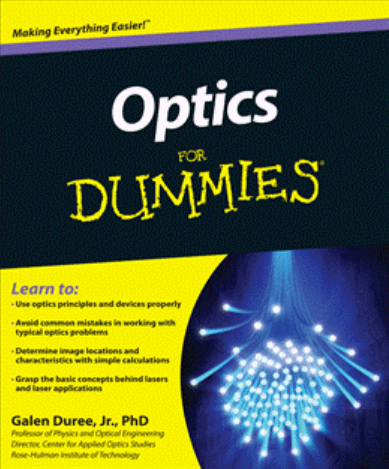 Making Everything Easier!™
Optics
FOR
DUMMIES®
Learn to:
· Use optics principles and devices properly
· Avoid common mistakes in working with
typical optics problems
· Determine image locations and
characteristics with simple calculations
· Grasp the basic concepts behind lasers
and laser applications
Galen Duree, Jr., PhD
Professor of Physics and Optical Engineering
Director, Center for Applied Optics Studies
Rose-Hulman Institute of Technology